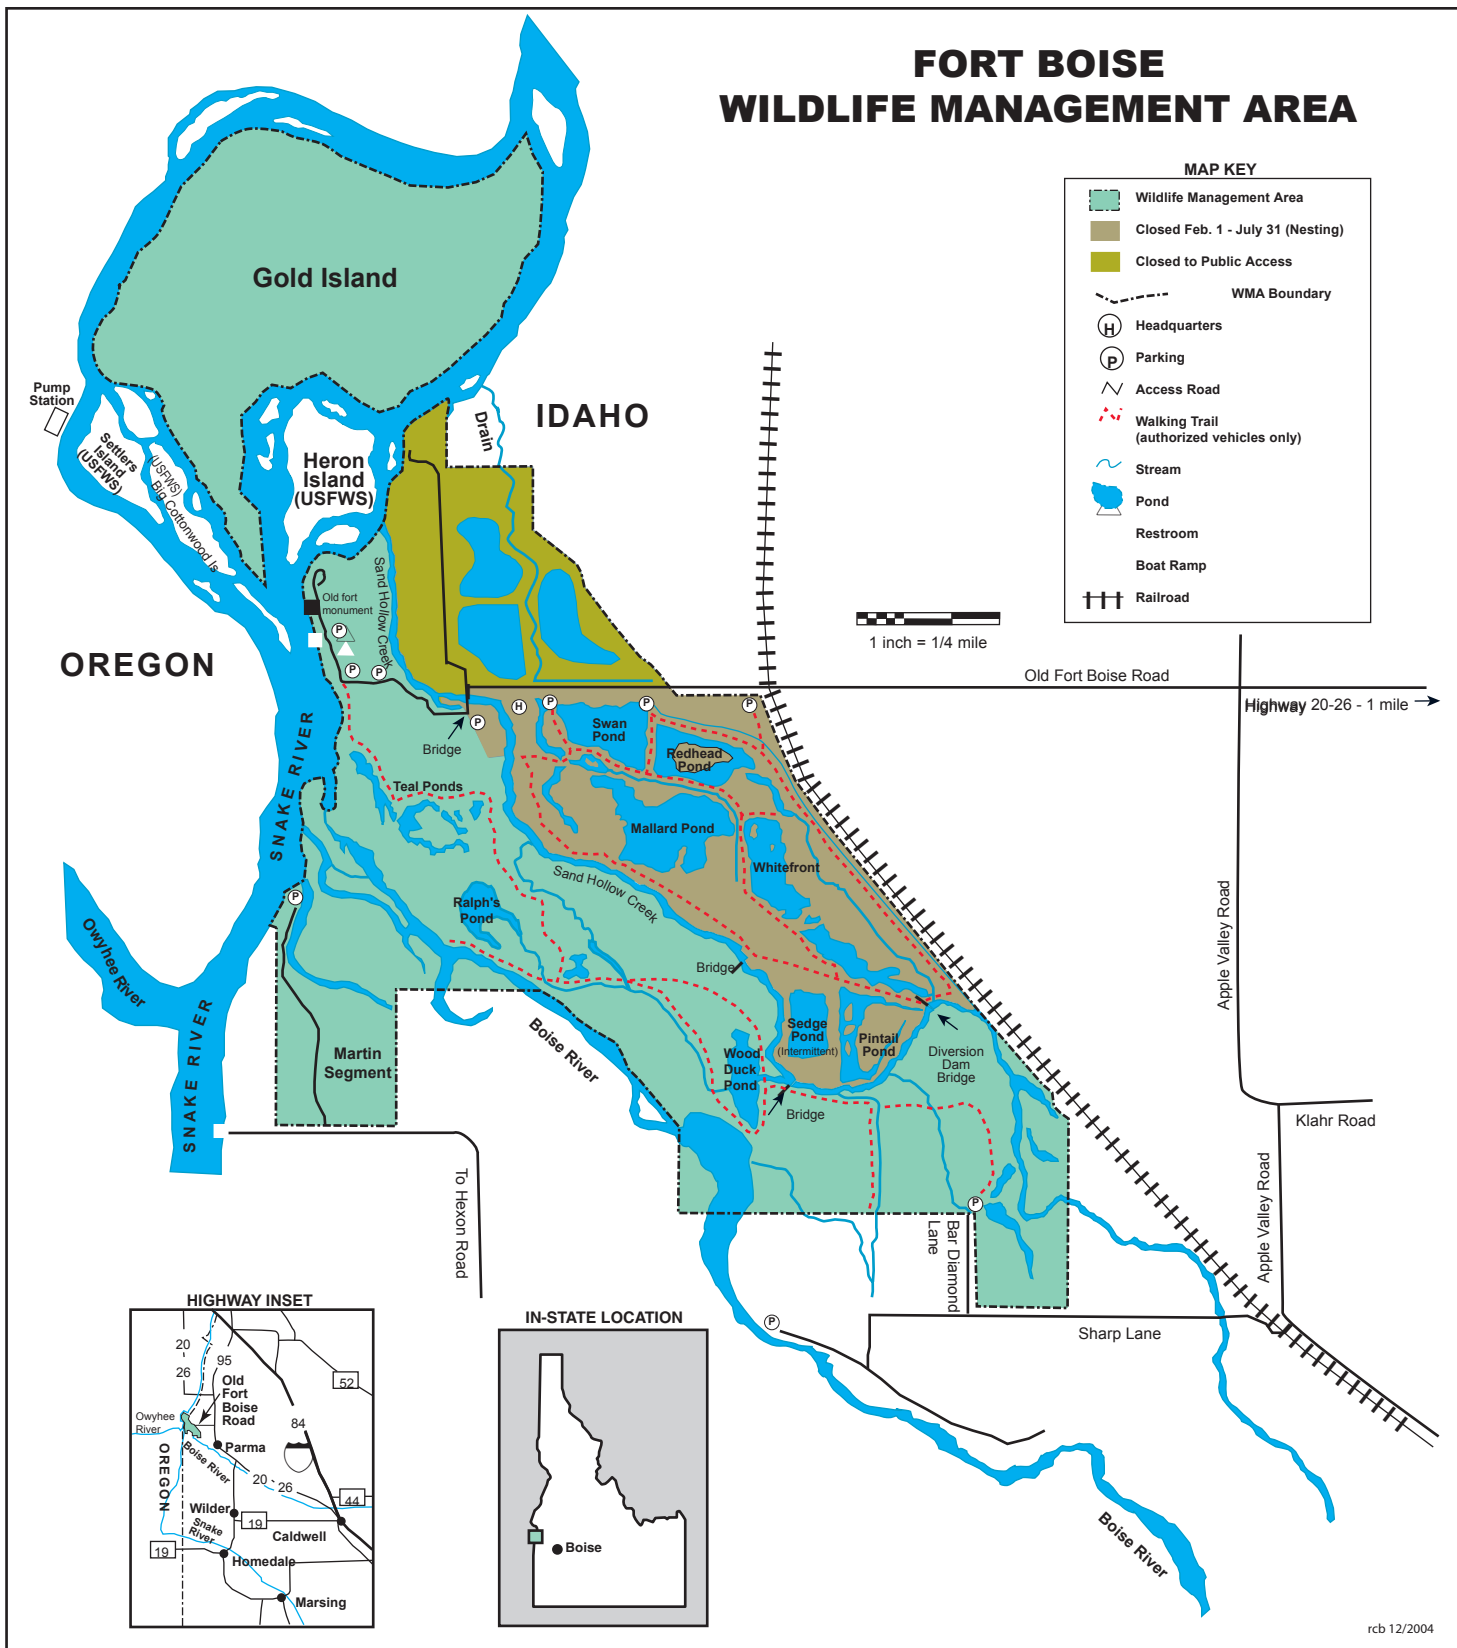 FORT BOISE
WILDLIFE MANAGEMENT AREA
MAP KEY
Wildlife Management Area
Closed Feb. 1 - July 31 (Nesting)
Closed to Public Access
WMA Boundary
H
Headquarters
P
Parking
Access Road
Walking Trail
(authorized vehicles only)
Stream
Pond
Restroom
Boat Ramp
Railroad
1 inch = 1/4 mile
Gold Island
Pump
Station
IDAHO
Drain
Settlers
Island
(USFWS)
(USFWS)
Big Cottonwood Is
Heron
Island
(USFWS)
Sand Hollow Creek
Old fort
monument
P
P
P
OREGON
Old Fort Boise Road
Highway 20-26 - 1 mile
Highway
P
H
P
P
P
Bridge
Swan
Pond
Redhead
Pond
Teal Ponds
Mallard Pond
Whitefront
Sand Hollow Creek
SNAKE RIVER
P
Ralph's
Pond
Owyhee River
SNAKE RIVER
SNAKE RIVER
Bridge
Apple Valley Road
Sedge
Pond
(Intermittent)
Pintail
Pond
Diversion
Dam
Bridge
Boise River
Martin
Segment
Wood
Duck
Pond
Bridge
Klahr Road
To Hexon Road
P
Bar Diamond
Lane
Apple Valley Road
P
Sharp Lane
Boise River
HIGHWAY INSET
20
26
95
52
Old
Fort
Boise
Road
Owyhee
River
84
Parma
Boise River
OREGON
20 - 26
44
Wilder
19
Snake
River
Caldwell
19
Homedale
Marsing
IN-STATE LOCATION
Boise
rcb 12/2004